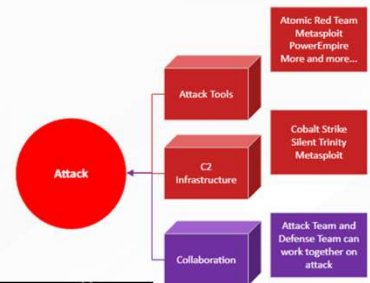 Attack
Attack Tools
Atomic Red Team
Metasploit
PowerEmpire
More and more...
C2
Infrastructure
Cobalt Strike
Silent Trinity
Metasploit
Collaboration
Attack Team and
Defense Team can
work together on
attack